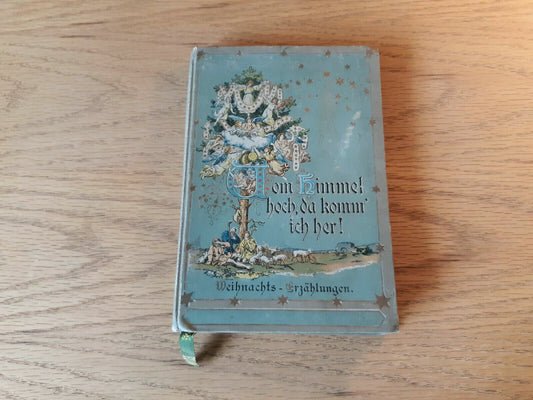 Vom Himmel
hoch, da komm'
ich her!
Weihnachts-Erzählungen.